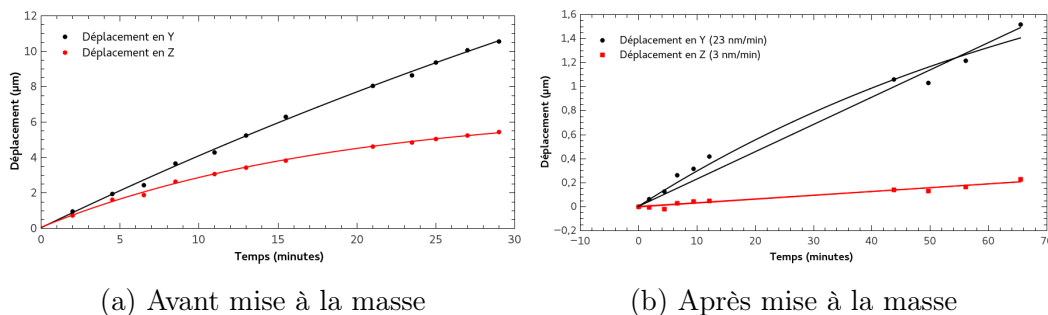 12
10
8
6
4
2
0
Déplacement (µm)
Déplacement en Y
Déplacement en Z
0 5 10 15 20 25 30
Temps (minutes)
(a) Avant mise à la masse
1,6
1,4
1,2
1
0,8
0,6
0,4
0,2
0
0,2
Déplacement (µm)
Déplacement en Y (23 nm/min)
Déplacement en Z (3 nm/min)
−10 0 10 20 30 40 50 60 70
Temps (minutes)
(b) Après mise à la masse